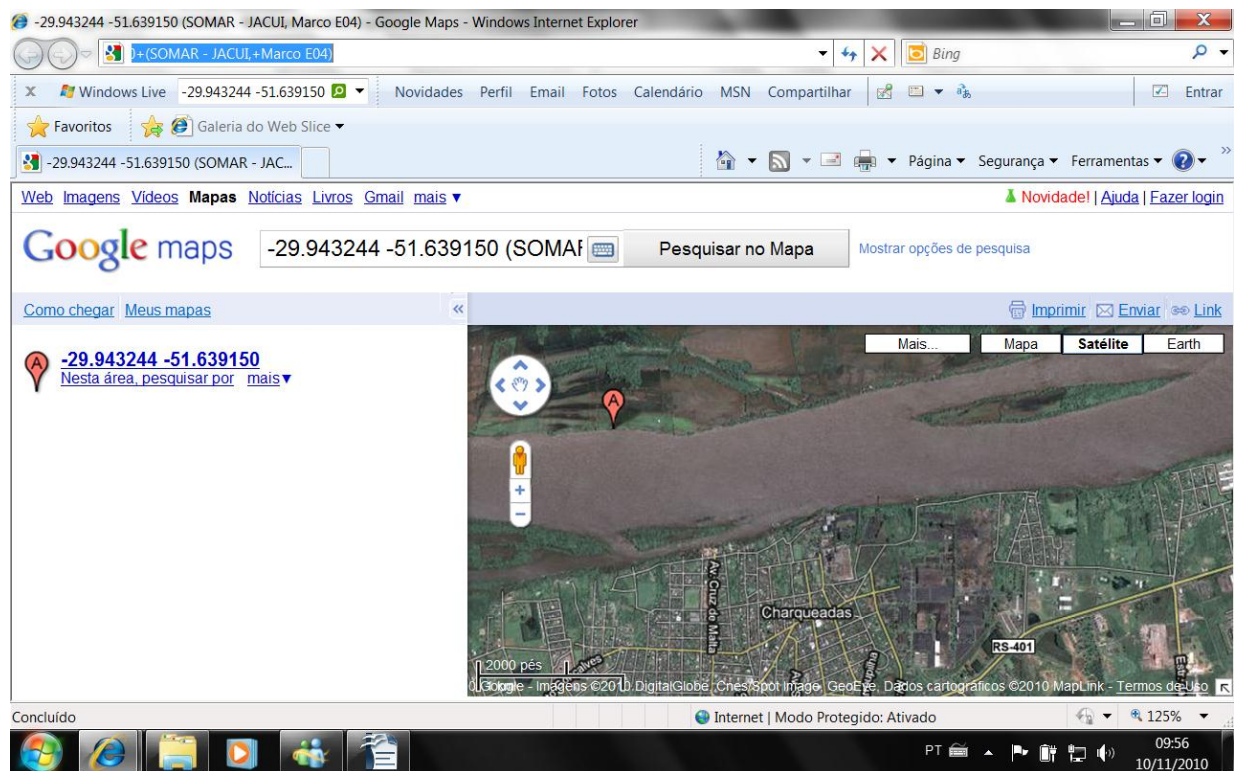 -29.943244 -51.639150 (SOMAR - JACUI, Marco E04) - Google Maps - Windows Internet Explorer
+(SOMAR - JACUI,+Marco E04)
Bing
X Windows Live -29.943244 -51.639150 Novidades Perfil Email Fotos Calendário MSN Compartilhar Entrar
Favoritos Galeria do Web Slice
-29.943244 -51.639150 (SOMAR - JAC... Página Segurança Ferramentas
Web Imagens Vídeos Mapas Notícias Livros Gmail mais Novidade! | Ajuda | Fazer login
Google maps -29.943244 -51.639150 (SOMAR Pesquisar no Mapa Mostrar opções de pesquisa
Como chegar Meus mapas « Imprimir Enviar Link
Mais... Mapa Satélite Earth
A -29.943244 -51.639150
Nesta área, pesquisar por mais
A
Av. Cruz de Malta
Charqueadas
RS-401
2000 pés
Google - Imagens ©2010 DigitalGlobe, Cnes/Spot Image, GeoEye, Dados cartográficos ©2010 MapLink - Termos de Uso
Concluído Internet | Modo Protegido: Ativado 125%
PT 09:56
10/11/2010